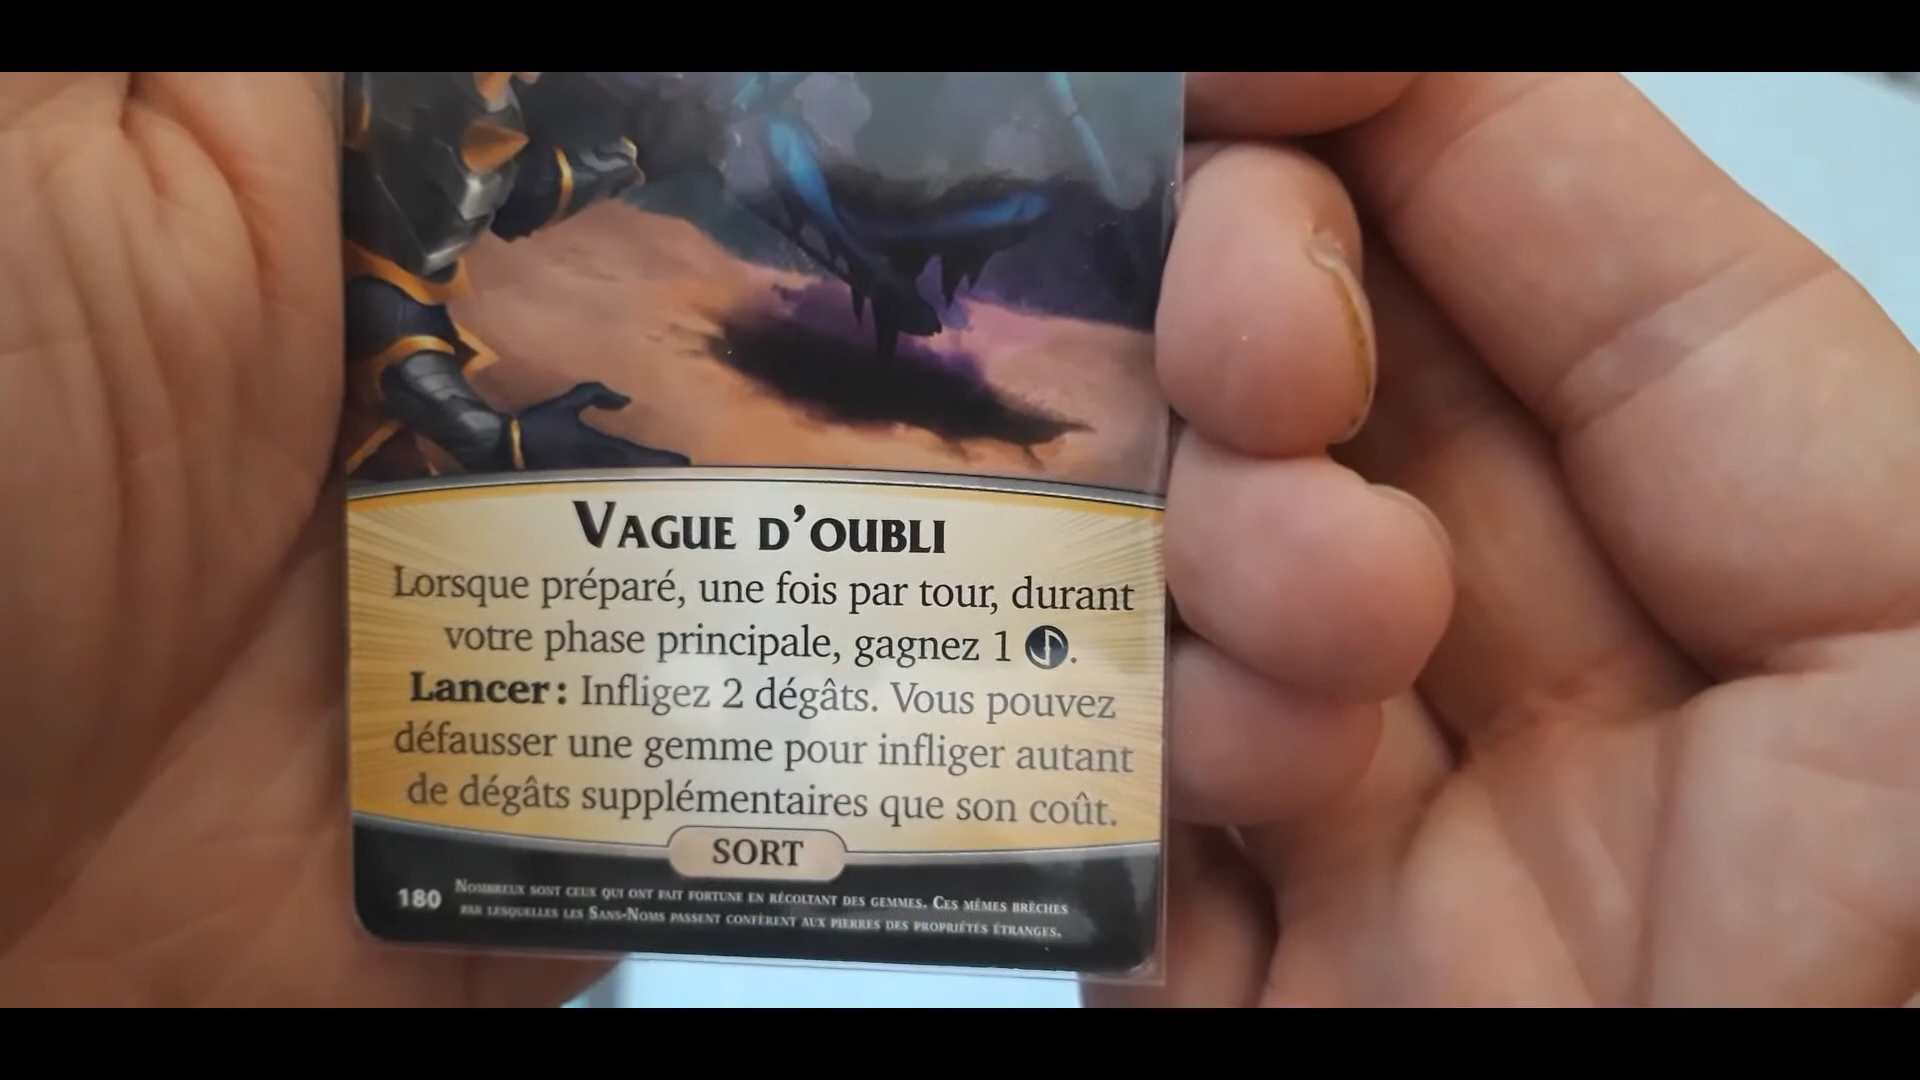 Vague d'oubli
Lorsque préparé, une fois par tour, durant
votre phase principale, gagnez 1 .
Lancer : Infligez 2 dégâts. Vous pouvez
défausser une gemme pour infliger autant
de dégâts supplémentaires que son coût.
SORT
180
Nombreux sont ceux qui ont fait fortune en récoltant des gemmes. Ces mêmes brèches
par lesquelles les Sans-Noms passent confèrent aux pierres des propriétés étranges.